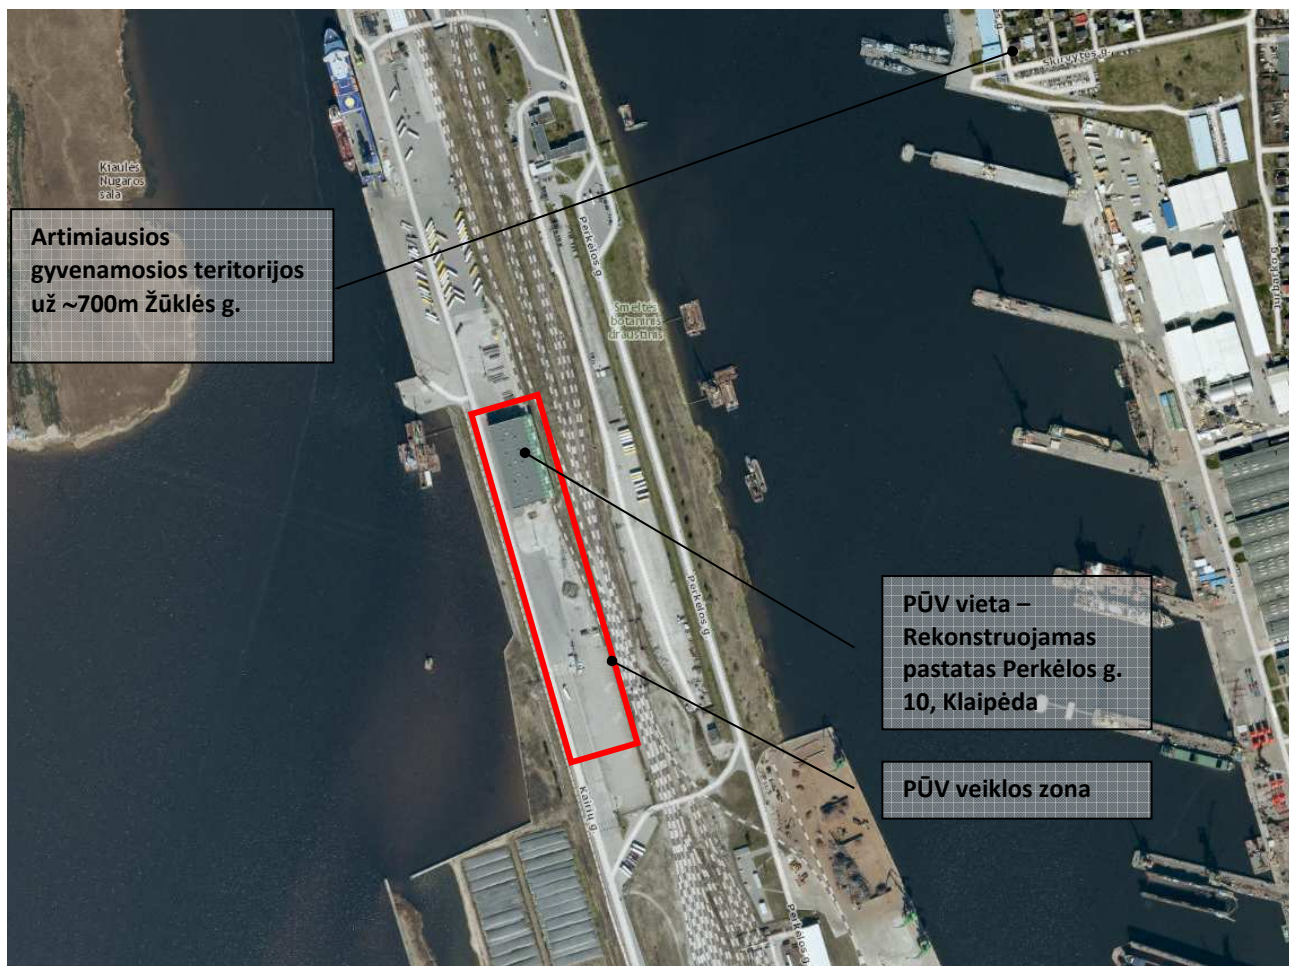 Skirvytės g.
Kiaulės
Nugaros
sala
Artimiausios
gyvenamosios teritorijos
už ~700m Žūklės g.
Perkėlos g.
Smeltės
botaninis
draustinis
Perkėlos g.
PŪV vieta –
Rekonstruojamas
pastatas Perkėlos g.
10, Klaipėda
PŪV veiklos zona
Kairių g.
Perkėlos g.